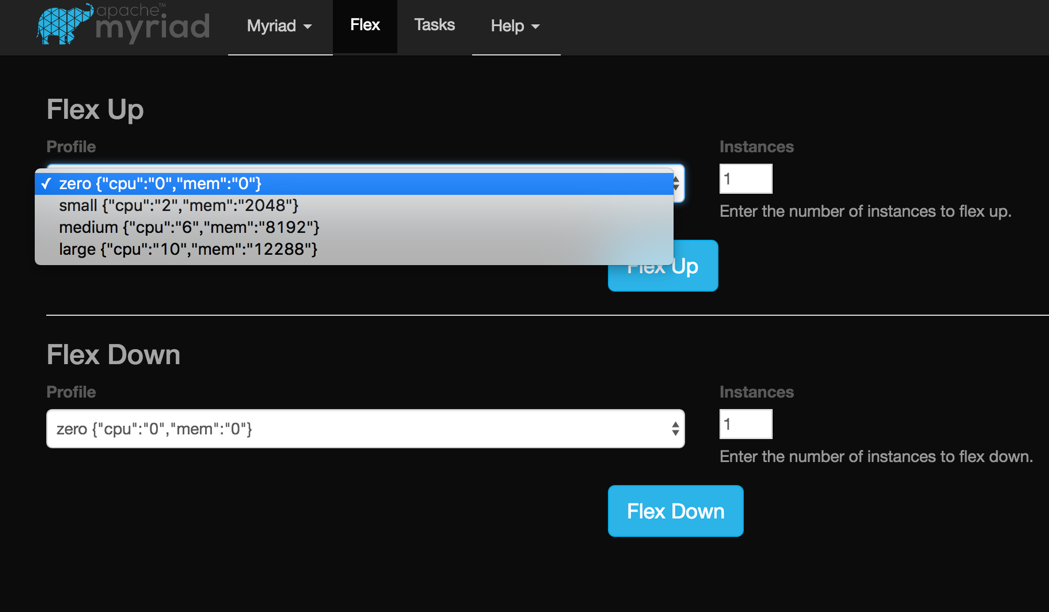 apache™
myriad
Myriad
Flex
Tasks
Help
Flex Up
Profile
Instances
zero {"cpu":"0","mem":"0"}
small {"cpu":"2","mem":"2048"}
medium {"cpu":"6","mem":"8192"}
large {"cpu":"10","mem":"12288"}
1
Enter the number of instances to flex up.
Flex Up
Flex Down
Profile
Instances
zero {"cpu":"0","mem":"0"}
1
Enter the number of instances to flex down.
Flex Down